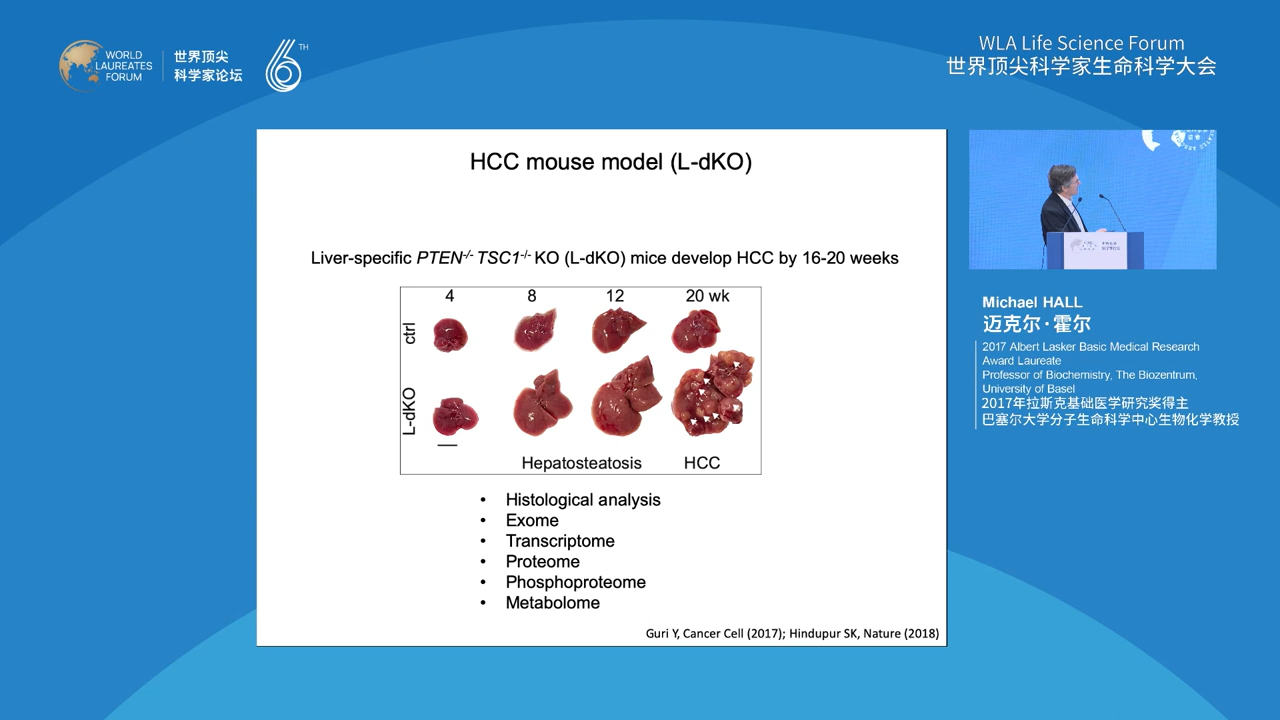 WORLD
LAUREATES
FORUM
世界顶尖
科学家论坛
6TH
WLA Life Science Forum
世界顶尖科学家生命科学大会
HCC mouse model (L-dKO)
Liver-specific PTEN-/- TSC1-/- KO (L-dKO) mice develop HCC by 16-20 weeks
4 8 12 20 wk
ctrl
L-dKO
Hepatosteatosis HCC
• Histological analysis
• Exome
• Transcriptome
• Proteome
• Phosphoproteome
• Metabolome
Guri Y, Cancer Cell (2017); Hindupur SK, Nature (2018)
Michael HALL
迈克尔·霍尔
2017 Albert Lasker Basic Medical Research
Award Laureate
Professor of Biochemistry, The Biozentrum,
University of Basel
2017年拉斯克基础医学研究奖得主
巴塞尔大学分子生命科学中心生物化学教授